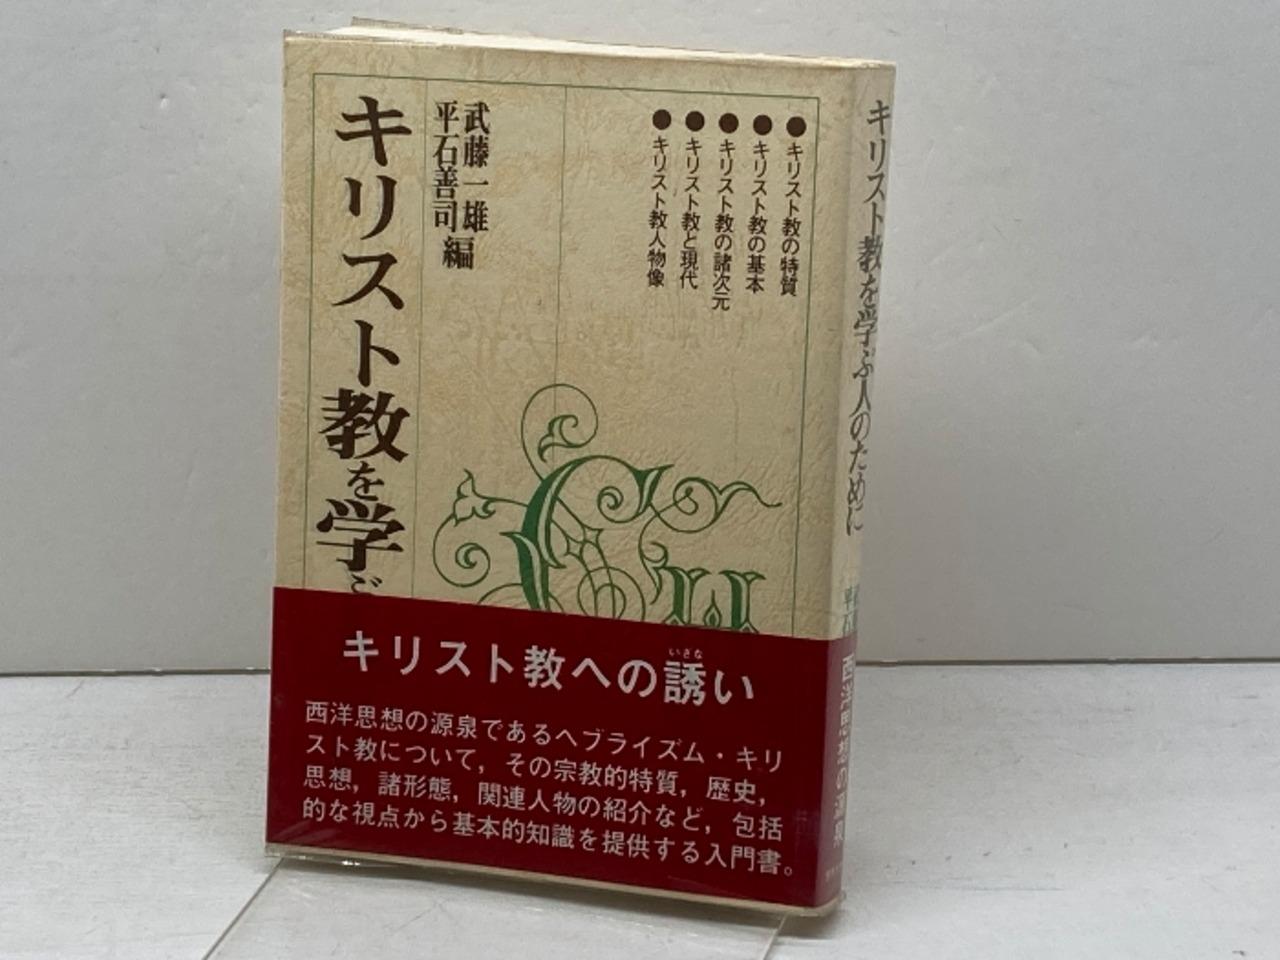 ●キリスト教の特質
●キリスト教の基本
●キリスト教の諸次元
●キリスト教と現代
●キリスト教人物像
武藤一雄
平石善司 編
キリスト教を学ぶ
キリスト教への誘い
いざな
西洋思想の源泉であるヘブライズム・キリ
スト教について，その宗教的特質，歴史，
思想，諸形態，関連人物の紹介など，包括
的な視点から基本的知識を提供する入門書。
キリスト教を学ぶ人のために
平石
西洋思想の源泉